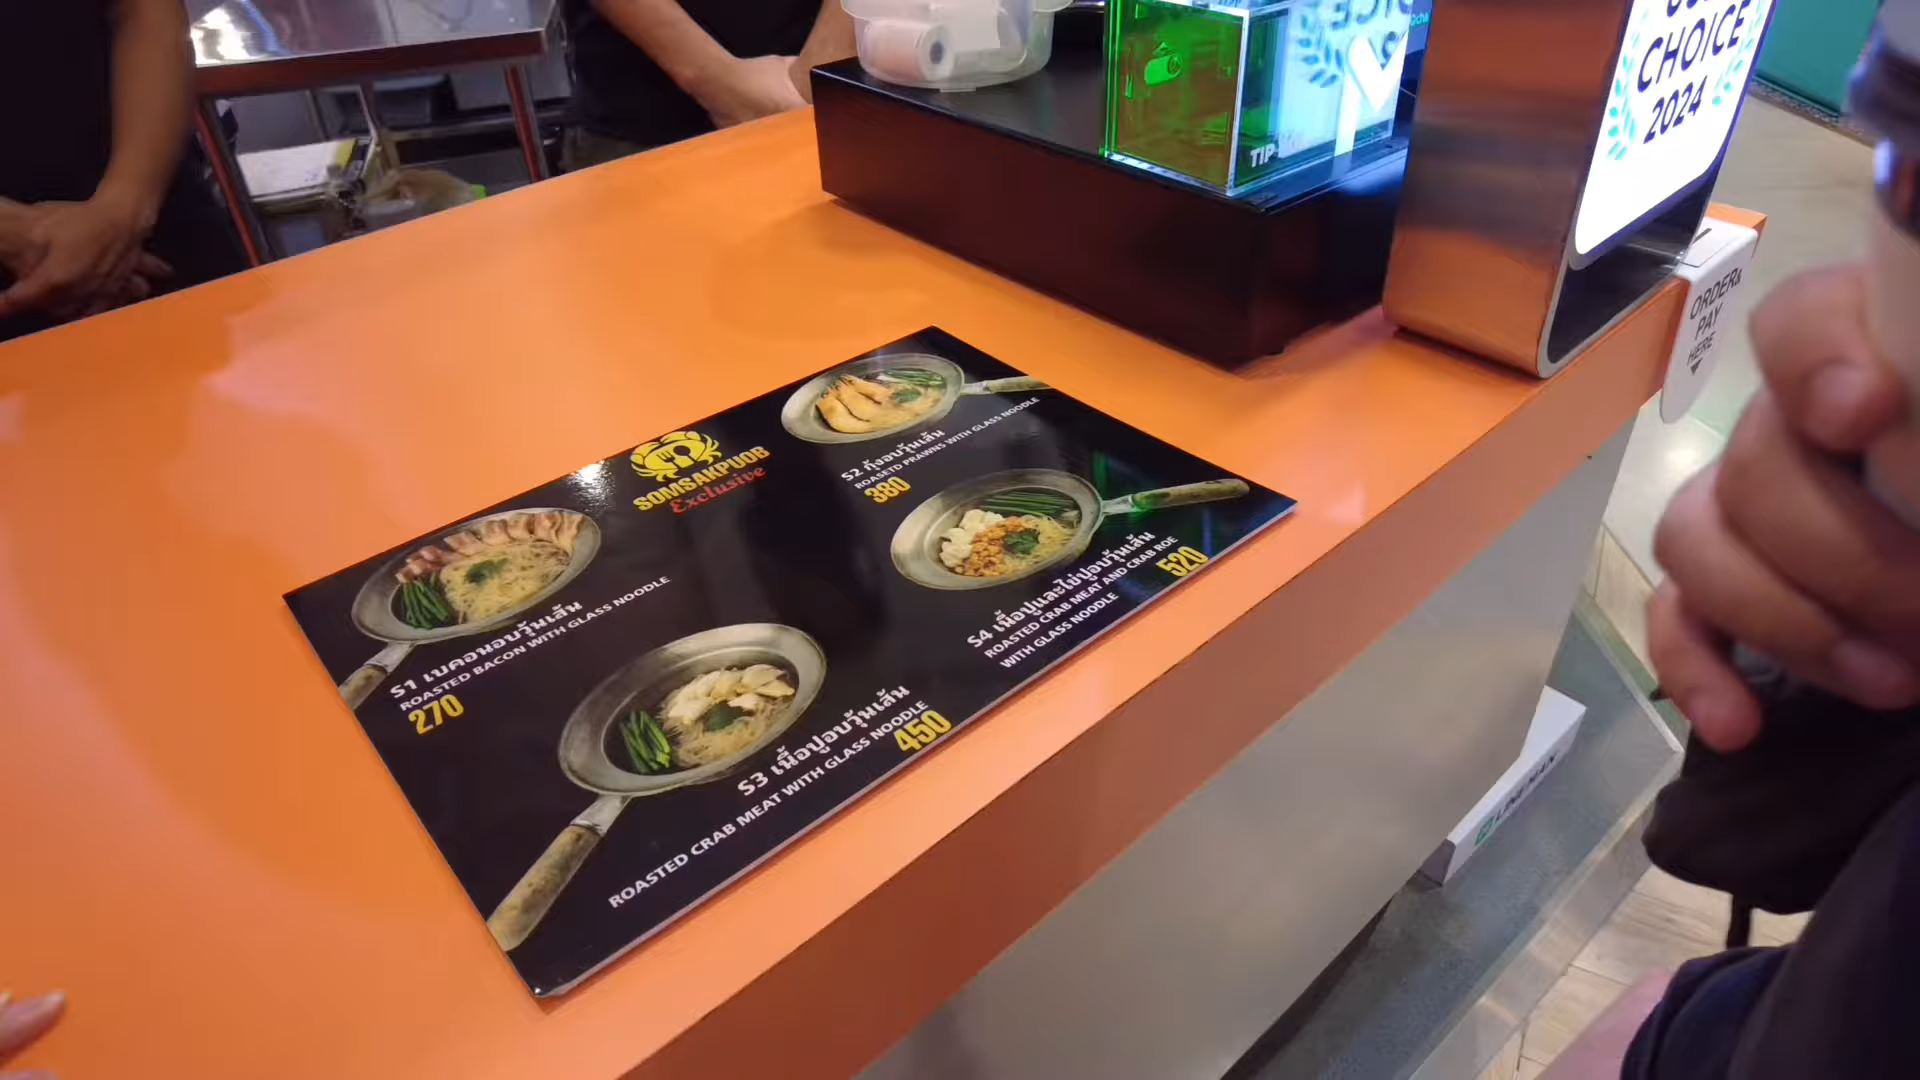 CHOICE
2024
TIP
ORDER&
PAY
HERE
SOMSAKPUOB
Exclusive
S1 เบคอนอบวุ้นเส้น
ROASTED BACON WITH GLASS NOODLE
270
S2 กุ้งอบวุ้นเส้น
ROASETD PRAWNS WITH GLASS NOODLE
380
S3 เนื้อปูอบวุ้นเส้น
ROASTED CRAB MEAT WITH GLASS NOODLE
450
S4 เนื้อปูและไข่ปูอบวุ้นเส้น
ROASTED CRAB MEAT AND CRAB ROE
WITH GLASS NOODLE
520
LINE MAN